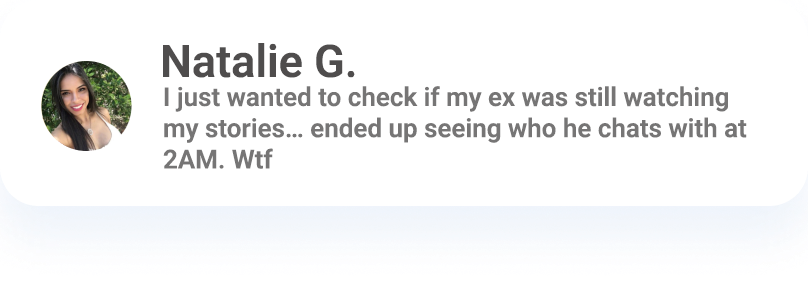 Natalie G.
I just wanted to check if my ex was still watching
my stories... ended up seeing who he chats with at
2AM. Wtf